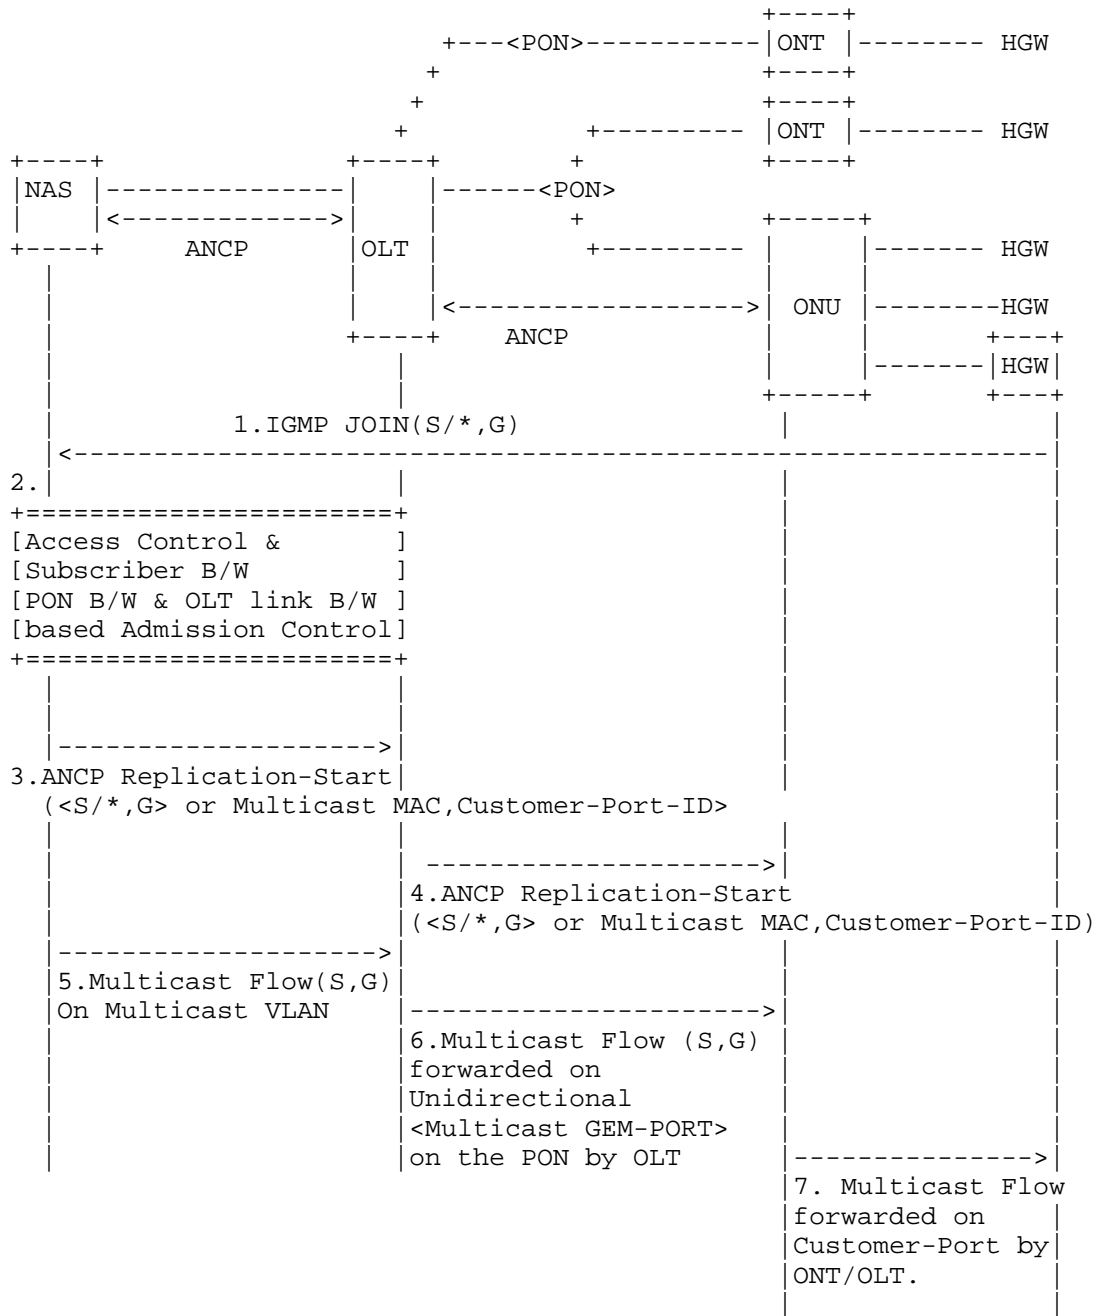 +----+
                           +---<PON>-----------|ONT |-------- HGW
                          +                    +----+
                         +                     +----+
                        +           +--------- |ONT |-------- HGW
+----+               +----+        +           +----+
|NAS |---------------|    |------<PON>
|    |<------------->|    |        +           +-----+
+----+     ANCP      |OLT |         +--------- |     |------- HGW
  |                  |    |                    |     |
  |                  |    |<------------------>| ONU |--------HGW
  |                  +----+    ANCP            |     |       +---+
  |                     |                      |     |-------|HGW|
  |                     |                      +-----+       +---+
  |           1.IGMP JOIN(S/*,G)                |                |
  |<-------------------------------------------------------------|
2.|                     |                       |                |
+=======================+                       |                |
[Access Control &       ]                       |                |
[Subscriber B/W         ]                       |                |
[PON B/W & OLT link B/W ]                       |                |
[based Admission Control]                       |                |
+=======================+                       |                |
  |                     |                       |                |
  |                     |                       |                |
  |-------------------->|                       |                |
3.ANCP Replication-Start|                       |                |
  (<S/*,G> or Multicast MAC,Customer-Port-ID>   |                |
  |                     |                       |                |
  |                     | --------------------->|                |
  |                     |4.ANCP Replication-Start                |
  |                     |(<S/*,G> or Multicast MAC,Customer-Port-ID)
  |-------------------->|                       |                |
  |5.Multicast Flow(S,G)|                       |                |
  |On Multicast VLAN    |---------------------->|                |
  |                     |6.Multicast Flow (S,G) |                |
  |                     |forwarded on           |                |
  |                     |Unidirectional         |                |
  |                     |<Multicast GEM-PORT>   |                |
  |                     |on the PON by OLT      |--------------->|
                                                |7. Multicast Flow
                                                |forwarded on    |
                                                |Customer-Port by|
                                                |ONT/OLT.        |
                                                |                |